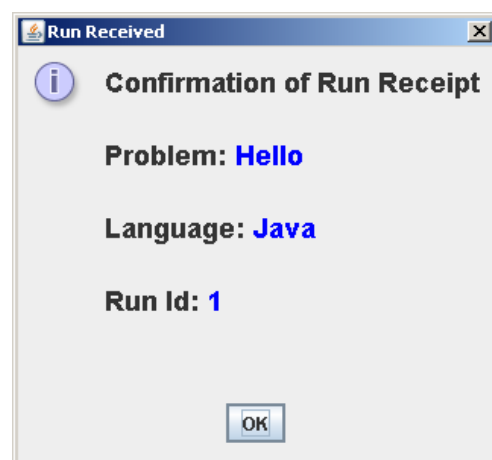 Run Received
Confirmation of Run Receipt
Problem: Hello
Language: Java
Run Id: 1
OK